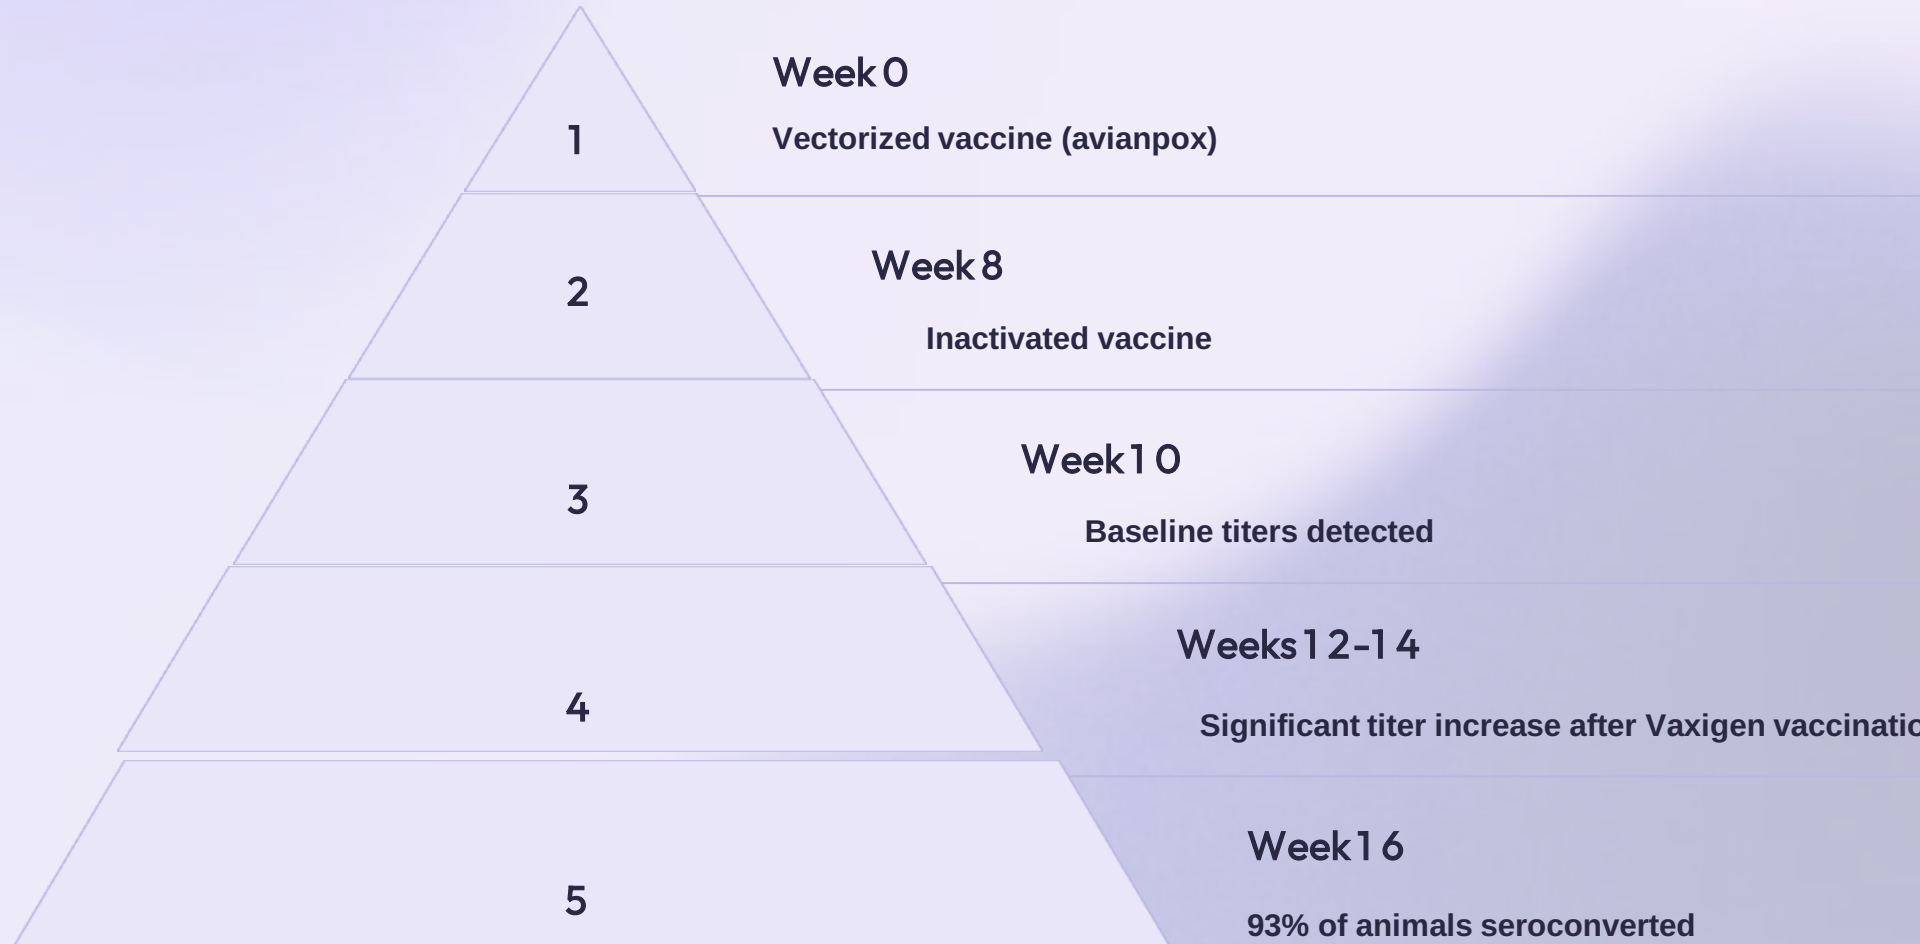 Week 0
1
Vectorized vaccine (avianpox)
Week 8
2
Inactivated vaccine
Week 10
3
Baseline titers detected
Weeks 12-14
4
Significant titer increase after Vaxigen
Week 16
5
93% of animals seroconverted